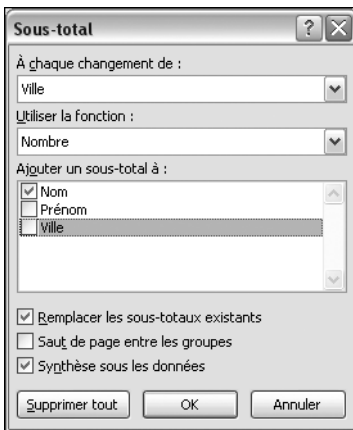 Sous-total
À chaque changement de :
Ville
Utiliser la fonction :
Nombre
Ajouter un sous-total à :
Nom
Prénom
Ville
Remplacer les sous-totaux existants
Saut de page entre les groupes
Synthèse sous les données
Supprimer tout OK Annuler